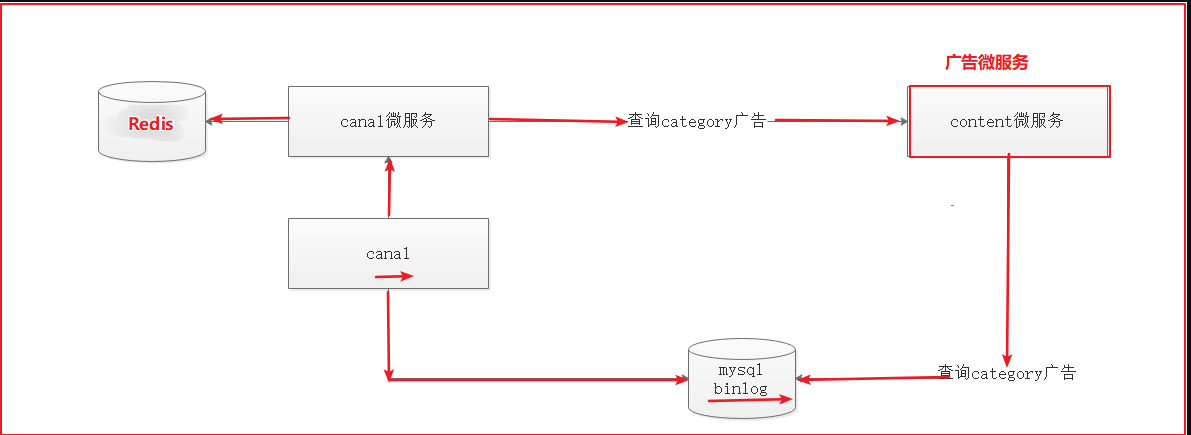 广告微服务
Redis
canal微服务
查询category广告
content微服务
canal
mysql
binlog
查询category广告